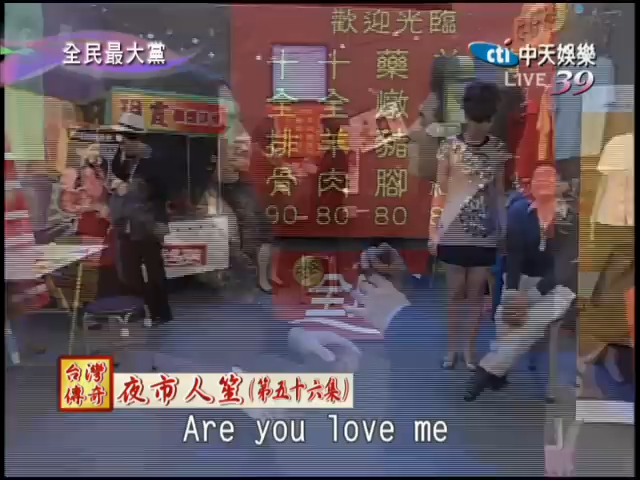 歡迎光臨
全民最大黨
cti 中天娛樂
LIVE 39
十全排骨
90
十全羊肉
80
藥燉豬腳
80
全
台灣傳奇
夜市人笙(第五十六集)
Are you love me